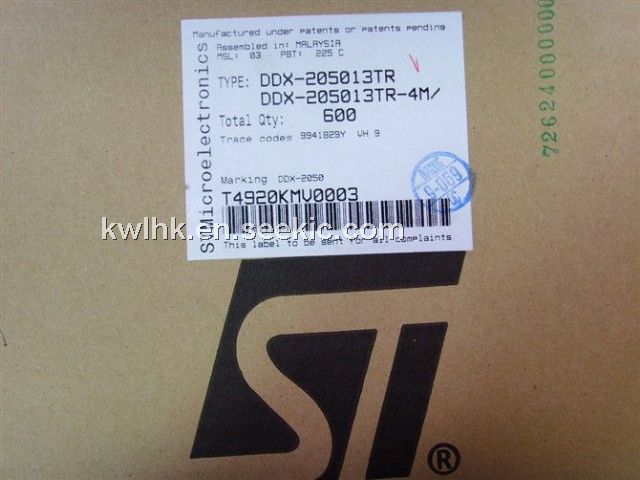 Manufactured under patents or patents pending
Assembled in: MALAYSIA
MSL: 03 PBT: 225 C
TYPE: DDX-205013TR
DDX-205013TR-4M/
Total Qty: 600
Trace codes 9941829Y VH 9
Marking DDX-2050
T4920KMV0003
This label to be sent for all complaints
STMicroelectronics
kwlhk.en.seekic.com
ST ®